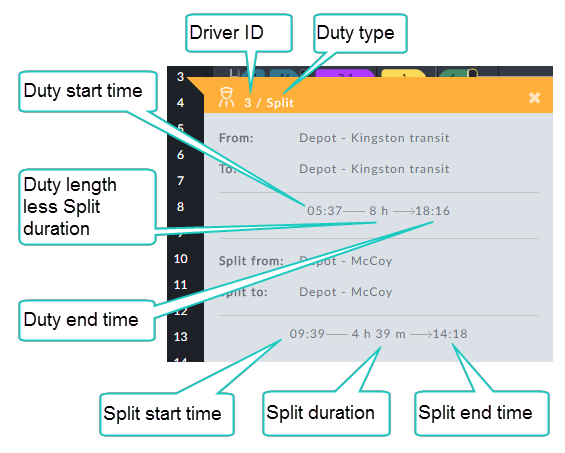 Driver ID
Duty type
3
3 / Split
Duty start time
4
5
From: Depot - Kingston transit
6
To: Depot - Kingston transit
7
Duty length
less Split
duration
8
05:37 8 h 18:16
10
Split from: Depot - McCoy
11
Split to: Depot - McCoy
12
Duty end time
13
09:39 4 h 39 m 14:18
14
Split start time
Split duration
Split end time